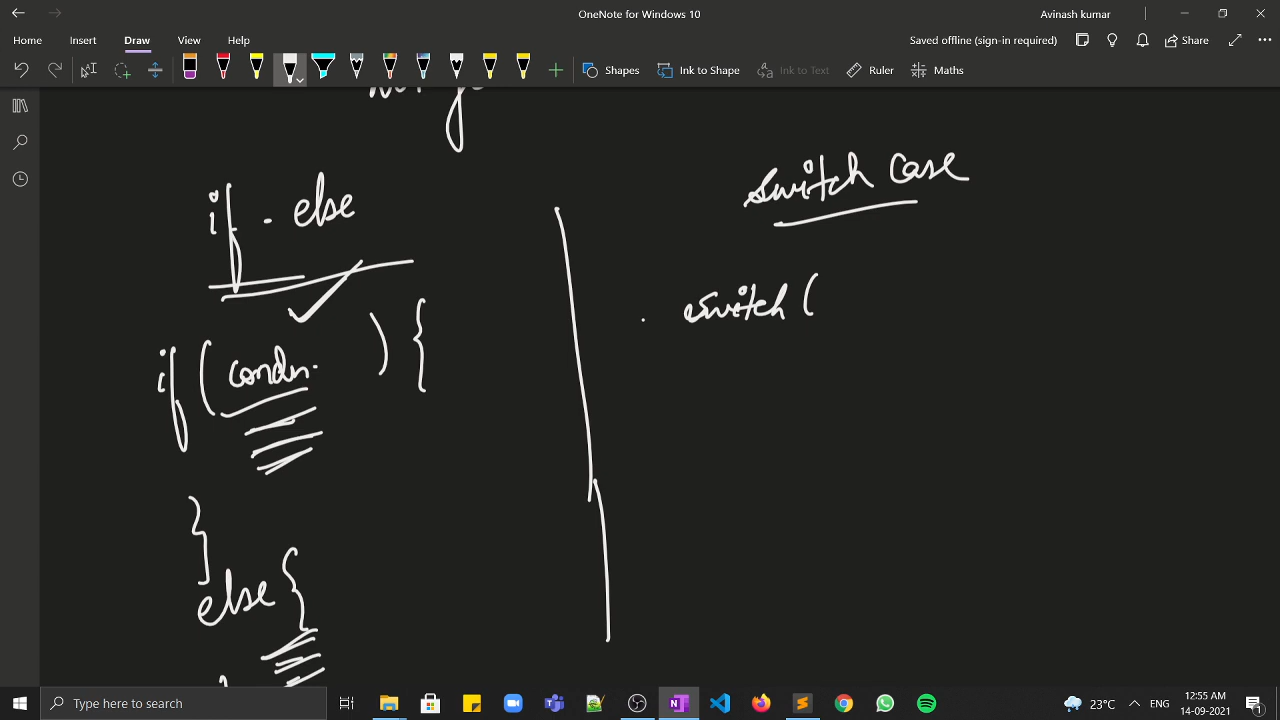 OneNote for Windows 10
Avinash kumar
Home Insert Draw View Help
Saved offline (sign-in required)
Share
Shapes
Ink to Shape
Ink to Text
Ruler
Maths
if - else
if ( condn. ) {
}
else {
}
switch case
switch (
Type here to search
23°C
ENG
12:55 AM
14-09-2021
1